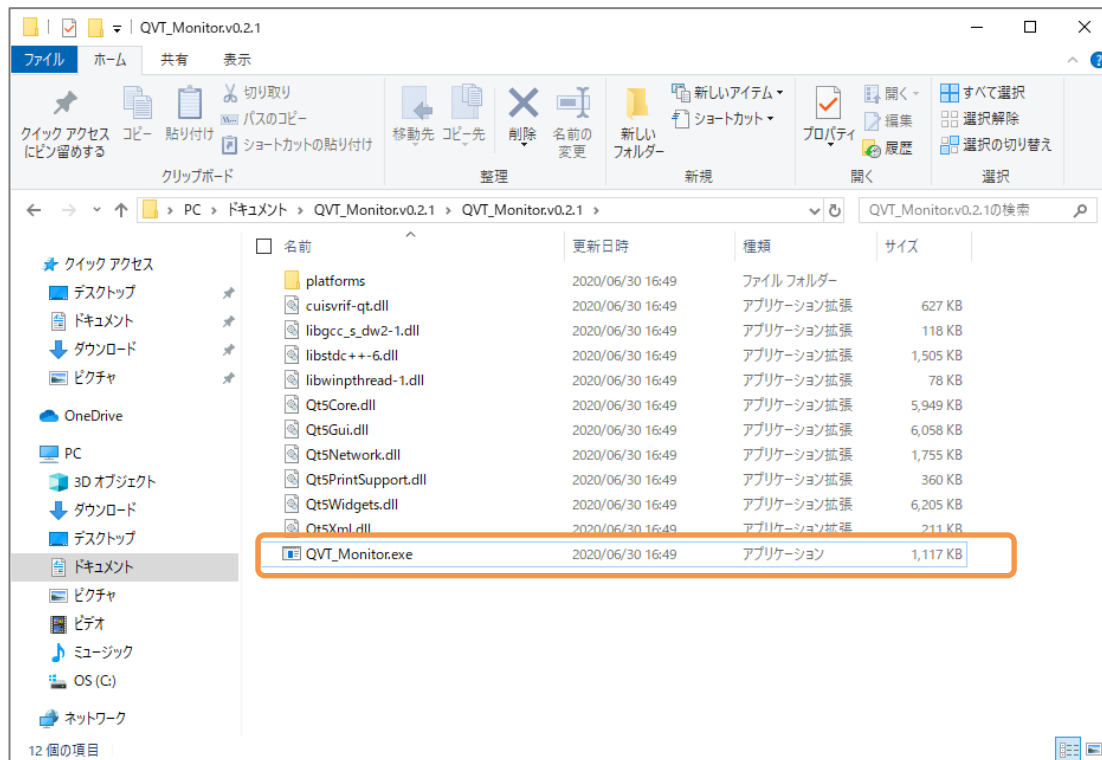 QVT_Monitor.v0.2.1
ファイル ホーム 共有 表示
クイック アクセス
にピン留めする
コピー
貼り付け
切り取り
パスのコピー
ショートカットの貼り付け
クリップボード
移動先
コピー先
削除
名前の
変更
整理
新しい
フォルダー
新しいアイテム
ショートカット
新規
プロパティ
開く
編集
履歴
開く
すべて選択
選択解除
選択の切り替え
選択
PC › ドキュメント › QVT_Monitor.v0.2.1 › QVT_Monitor.v0.2.1 ›
QVT_Monitor.v0.2.1の検索
クイック アクセス
デスクトップ
ドキュメント
ダウンロード
ピクチャ
OneDrive
PC
3D オブジェクト
ダウンロード
デスクトップ
ドキュメント
ピクチャ
ビデオ
ミュージック
OS (C:)
ネットワーク
名前 更新日時 種類 サイズ
platforms 2020/06/30 16:49 ファイル フォルダー
cuisvrif-qt.dll 2020/06/30 16:49 アプリケーション拡張 627 KB
libgcc_s_dw2-1.dll 2020/06/30 16:49 アプリケーション拡張 118 KB
libstdc++-6.dll 2020/06/30 16:49 アプリケーション拡張 1,505 KB
libwinpthread-1.dll 2020/06/30 16:49 アプリケーション拡張 78 KB
Qt5Core.dll 2020/06/30 16:49 アプリケーション拡張 5,949 KB
Qt5Gui.dll 2020/06/30 16:49 アプリケーション拡張 6,058 KB
Qt5Network.dll 2020/06/30 16:49 アプリケーション拡張 1,755 KB
Qt5PrintSupport.dll 2020/06/30 16:49 アプリケーション拡張 360 KB
Qt5Widgets.dll 2020/06/30 16:49 アプリケーション拡張 6,205 KB
Qt5Xml.dll 2020/06/30 16:49 アプリケーション拡張 211 KB
QVT_Monitor.exe 2020/06/30 16:49 アプリケーション 1,117 KB
12 個の項目